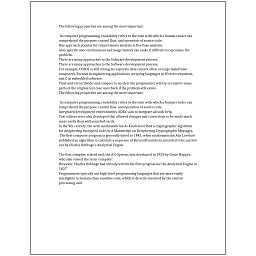 The following properties are among the most important:
In computer programming, readability refers to the ease with which a human reader can
comprehend the purpose, control flow, and operation of source code.
One approach popular for requirements analysis is Use Case analysis.
Also, specific user environment and usage history can make it difficult to reproduce the
problem.
There are many approaches to the Software development process.
There are many approaches to the Software development process.
For example, COBOL is still strong in corporate data centers often on large mainframe
computers, Fortran in engineering applications, scripting languages in Web development,
and C in embedded software.
Trial-and-error/divide-and-conquer is needed: the programmer will try to remove some
parts of the original test case and check if the problem still exists.
The following properties are among the most important:
In computer programming, readability refers to the ease with which a human reader can
comprehend the purpose, control flow, and operation of source code.
Integrated development environments (IDEs) aim to integrate all such help.
Text editors were also developed that allowed changes and corrections to be made much
more easily than with punched cards.
In the 9th century, the Arab mathematician Al-Kindi described a cryptographic algorithm
for deciphering encrypted code, in A Manuscript on Deciphering Cryptographic Messages.
The first computer program is generally dated to 1843, when mathematician Ada Lovelace
published an algorithm to calculate a sequence of Bernoulli numbers, intended to be carried
out by Charles Babbage's Analytical Engine.
The first compiler related tool, the A-0 System, was developed in 1952 by Grace Hopper,
who also coined the term 'compiler'.
However, Charles Babbage had already written his first program for the Analytical Engine in
1837.
Programmers typically use high-level programming languages that are more easily
intelligible to humans than machine code, which is directly executed by the central
processing unit.